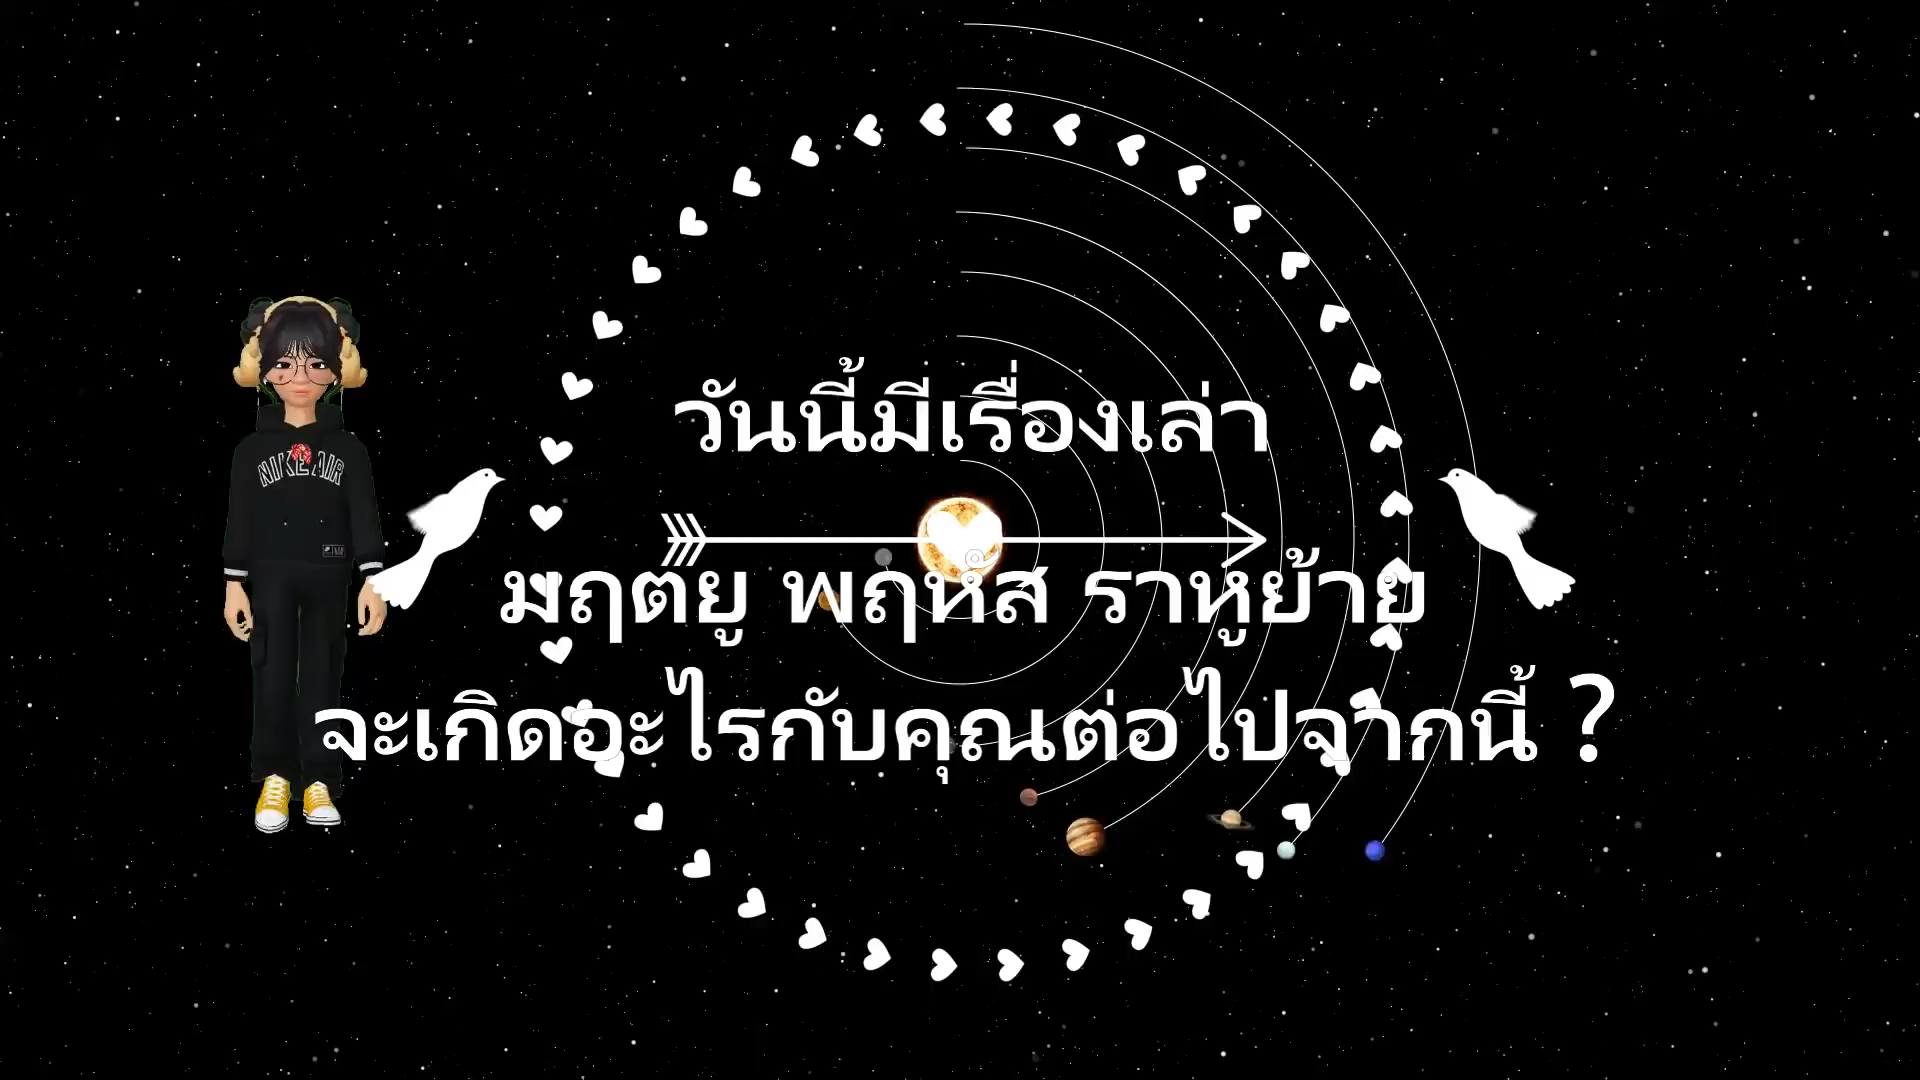 วันนี้มีเรื่องเล่า
มฤตยู พฤหัส ราหูย้าย
จะเกิดอะไรกับคุณต่อไปจากนี้ ?
NIKE AIR